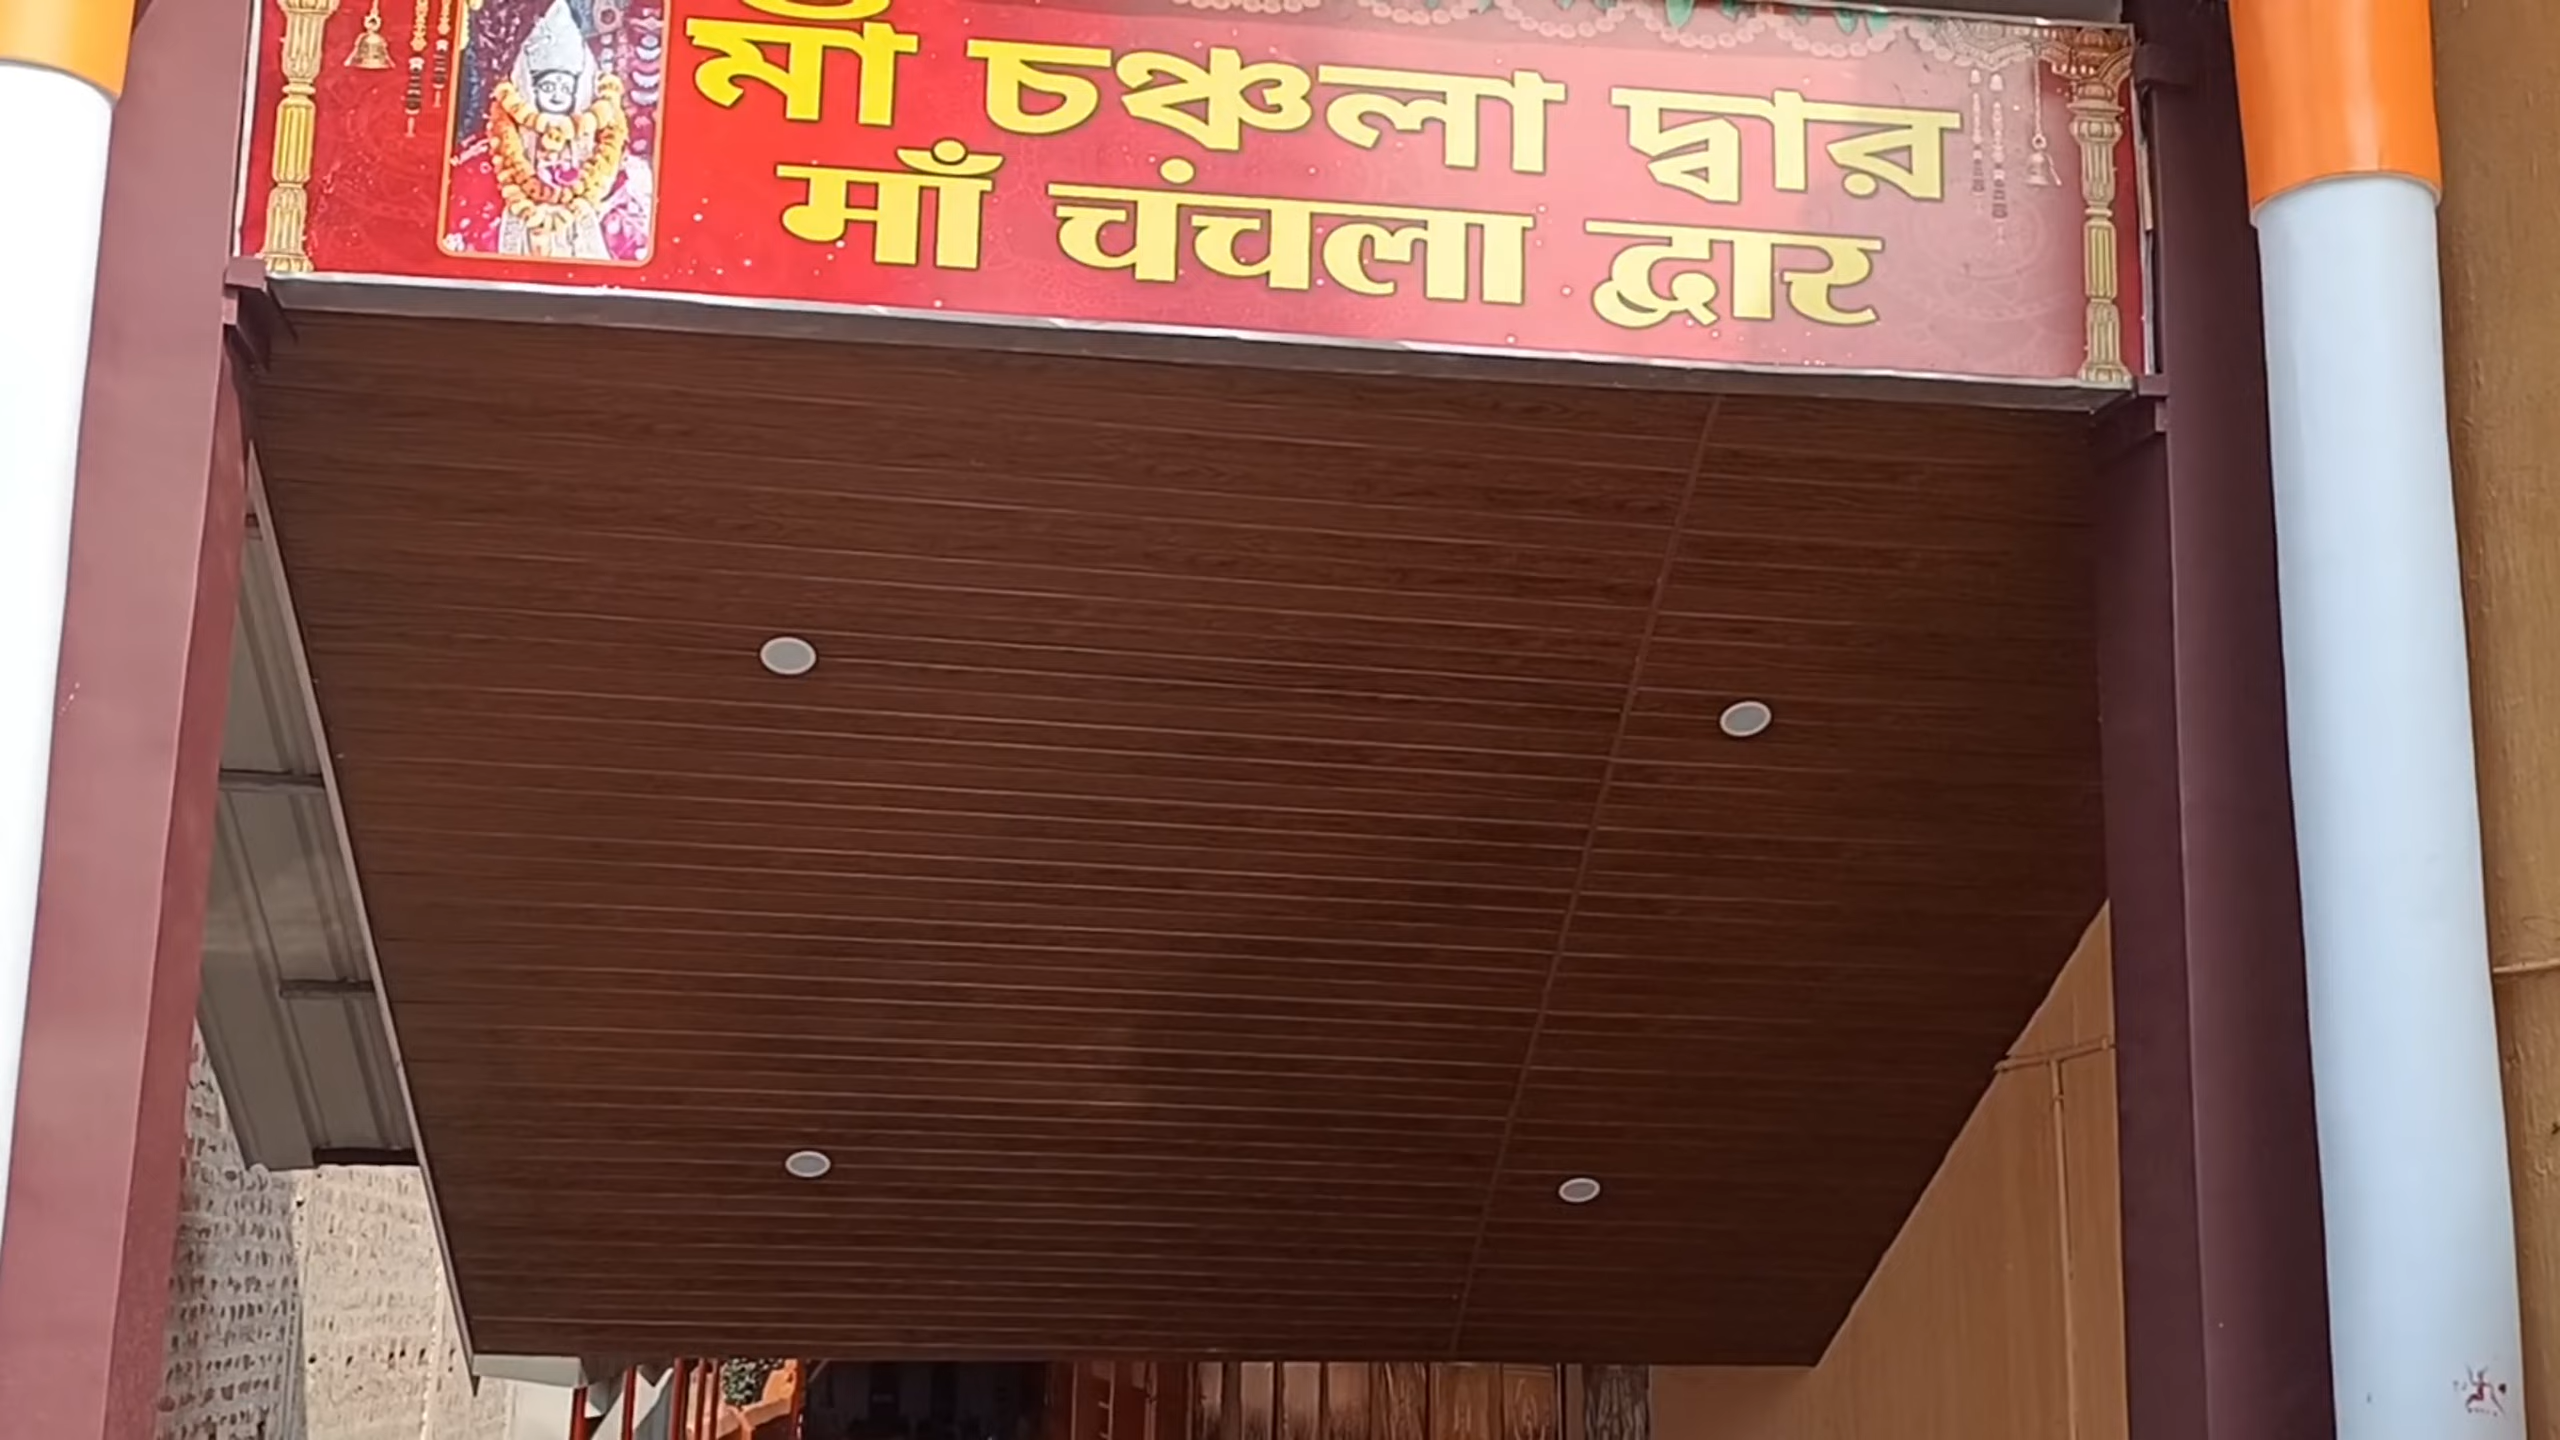 মাঁ চঞ্চলা দ্বার
माँ चंचला द्वार